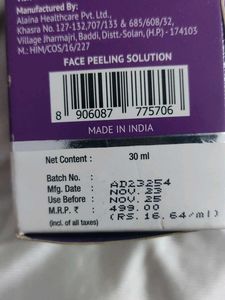 Manufactured By:
Alaina Healthcare Pvt. Ltd.,
Khasra No. 127-132,707/133 & 685/608/32,
Village Jharmajri, Baddi, Distt.-Solan, (H.P) - 174103
M. No.: HIM/COS/16/227
FACE PEELING SOLUTION
8 906087 775706
MADE IN INDIA
Net Content : 30 ml
Batch No. : AD23254
Mfg. Date : NOV.23
Use Before : NOV.25
M.R.P. ₹ : 499.00
(incl. of all taxes) (RS. 16.64/ml)